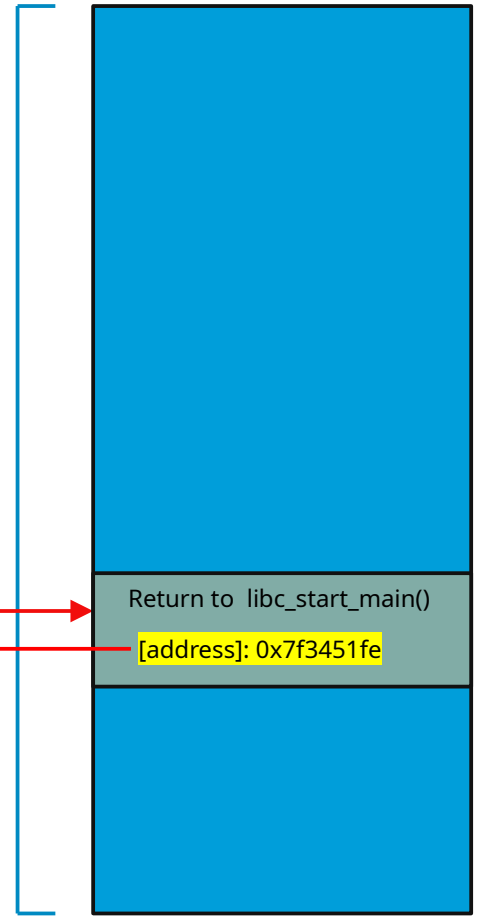 Return to libc_start_main()
[address]: 0x7f3451fe